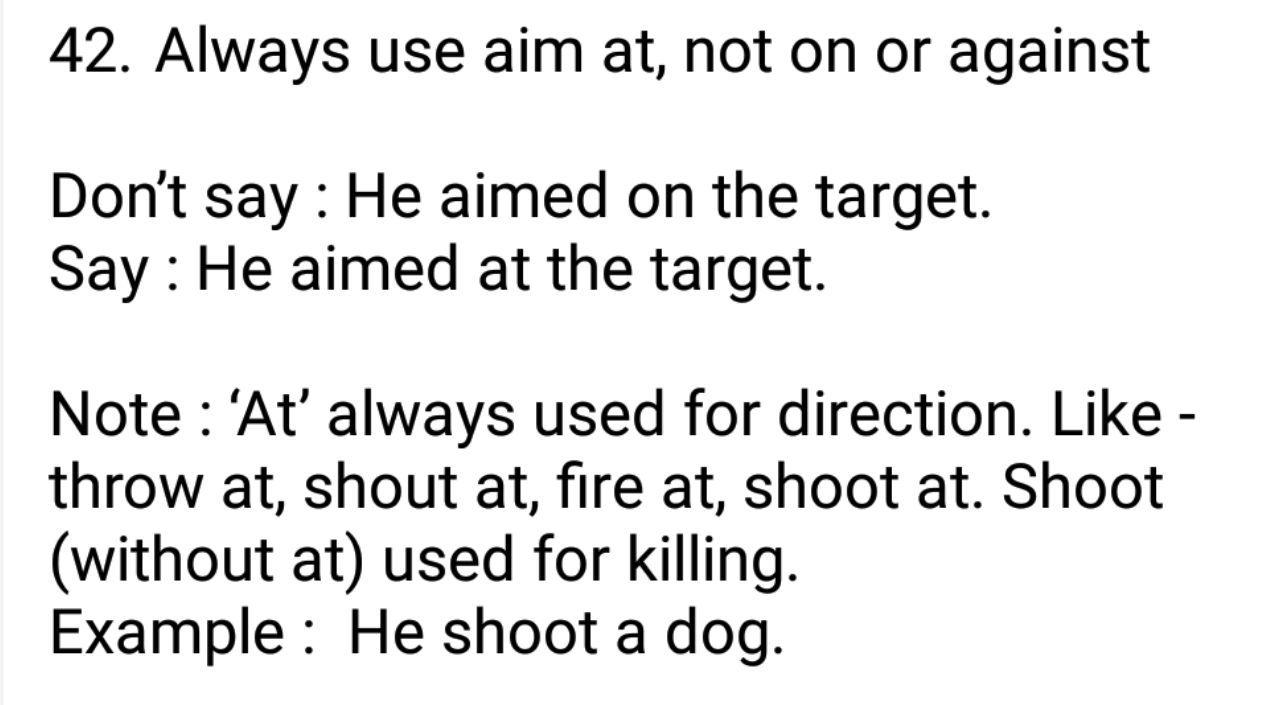 42. Always use aim at, not on or against
Don't say : He aimed on the target.
Say : He aimed at the target.
Note : ‘At’ always used for direction. Like -
throw at, shout at, fire at, shoot at. Shoot
(without at) used for killing.
Example :  He shoot a dog.